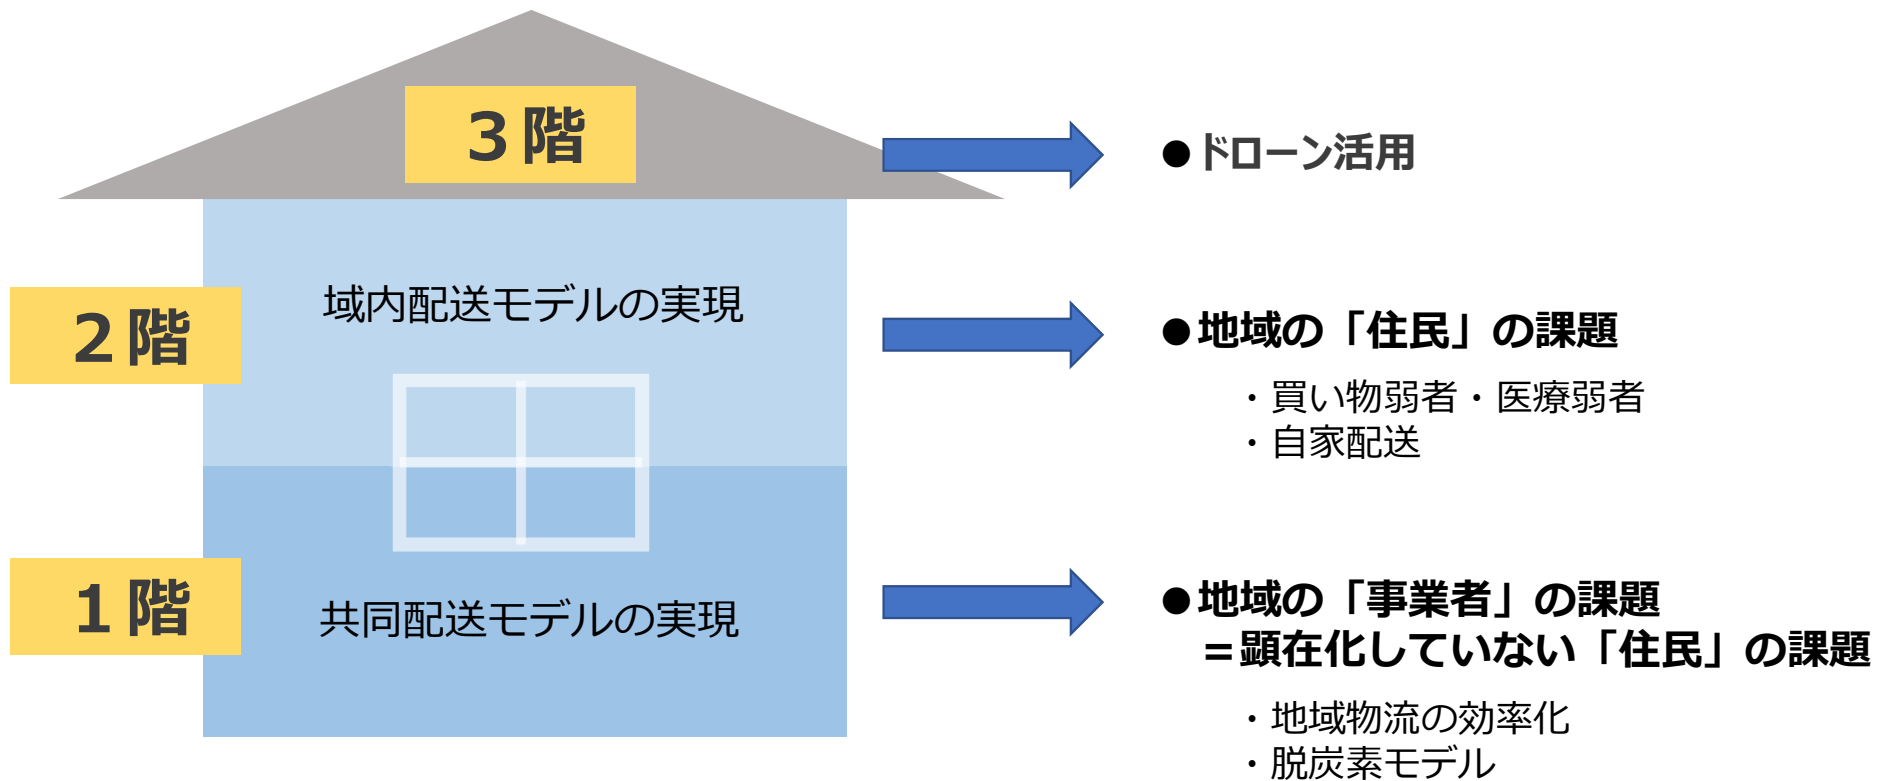 ３階
●ドローン活用
２階
域内配送モデルの実現
●地域の「住民」の課題
・買い物弱者・医療弱者
・自家配送
１階
共同配送モデルの実現
●地域の「事業者」の課題
＝顕在化していない「住民」の課題
・地域物流の効率化
・脱炭素モデル